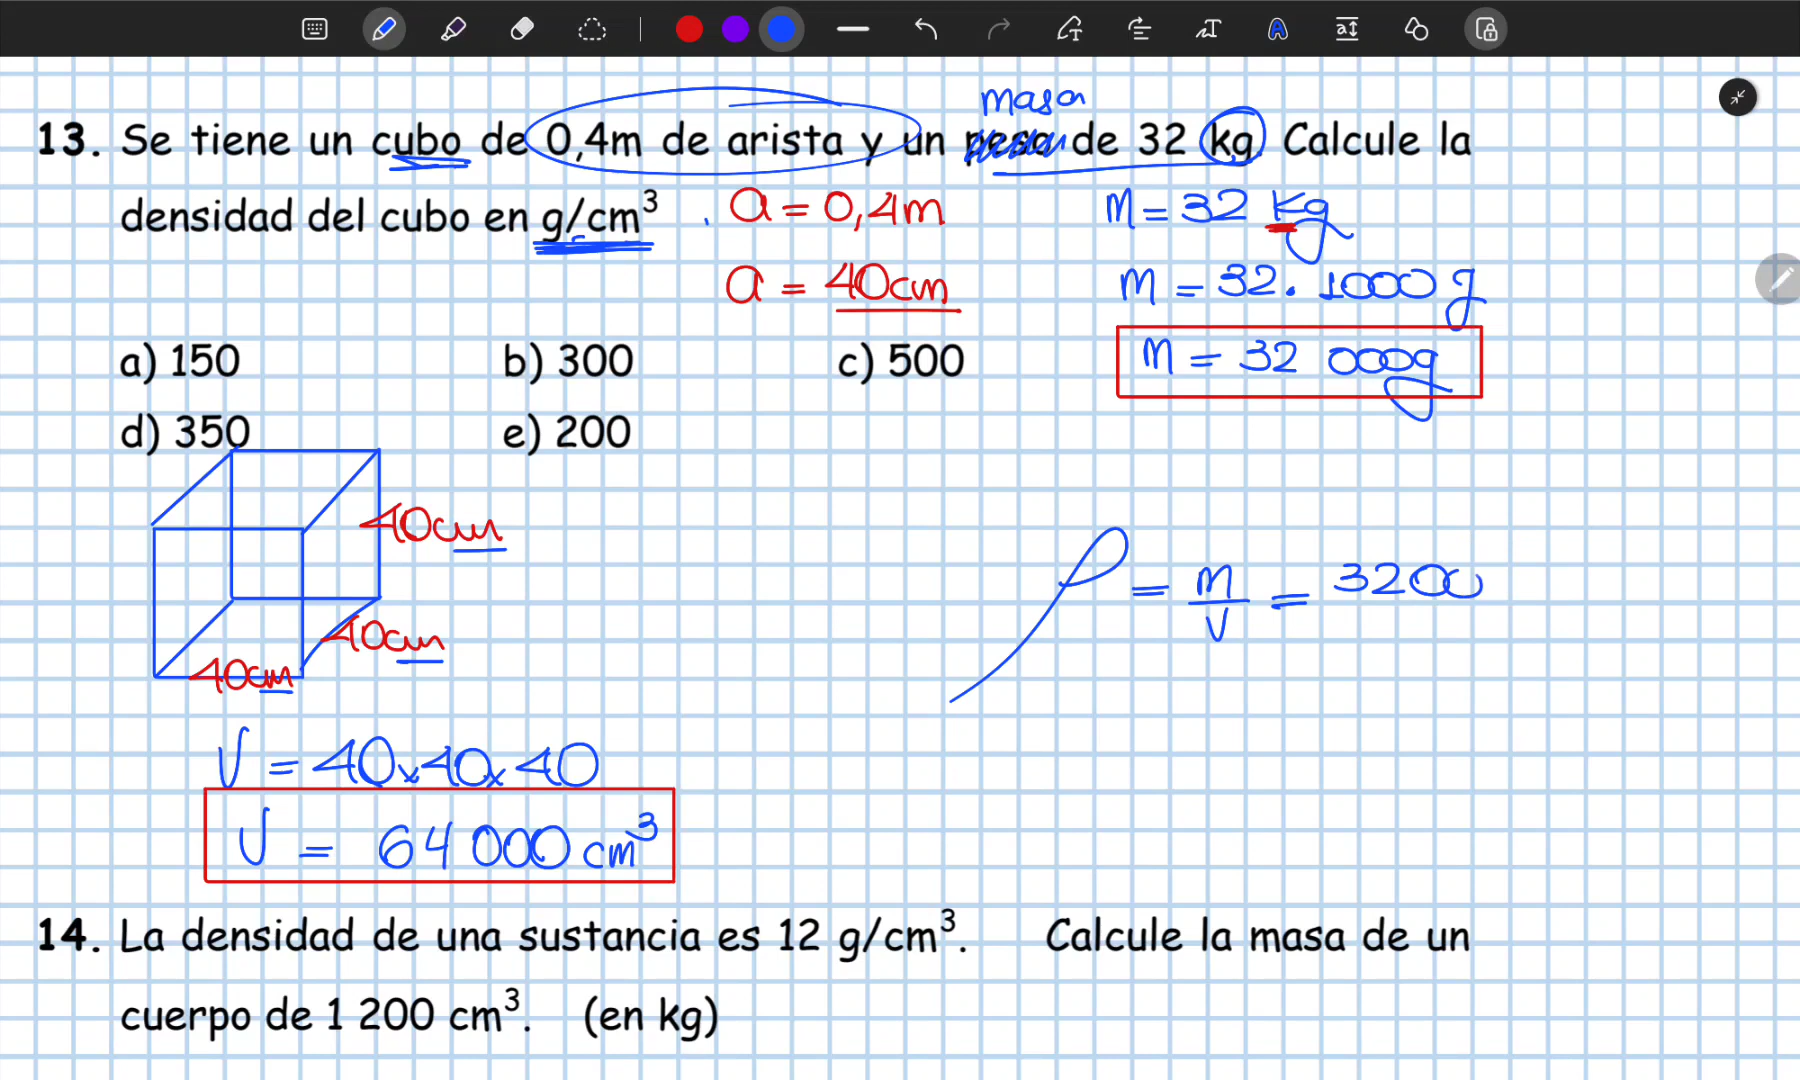 masa
13. Se tiene un cubo de 0,4m de arista y un peso de 32 kg. Calcule la
densidad del cubo en g/cm³
a = 0,4m
m = 32 kg
a = 40cm
m = 32. 1000 g
m = 32 000g
a) 150 b) 300 c) 500
d) 350 e) 200
40cm
40cm
40cm
ρ = m/V = 3200
V = 40x40x40
V = 64 000 cm³
14. La densidad de una sustancia es 12 g/cm³. Calcule la masa de un
cuerpo de 1 200 cm³. (en kg)